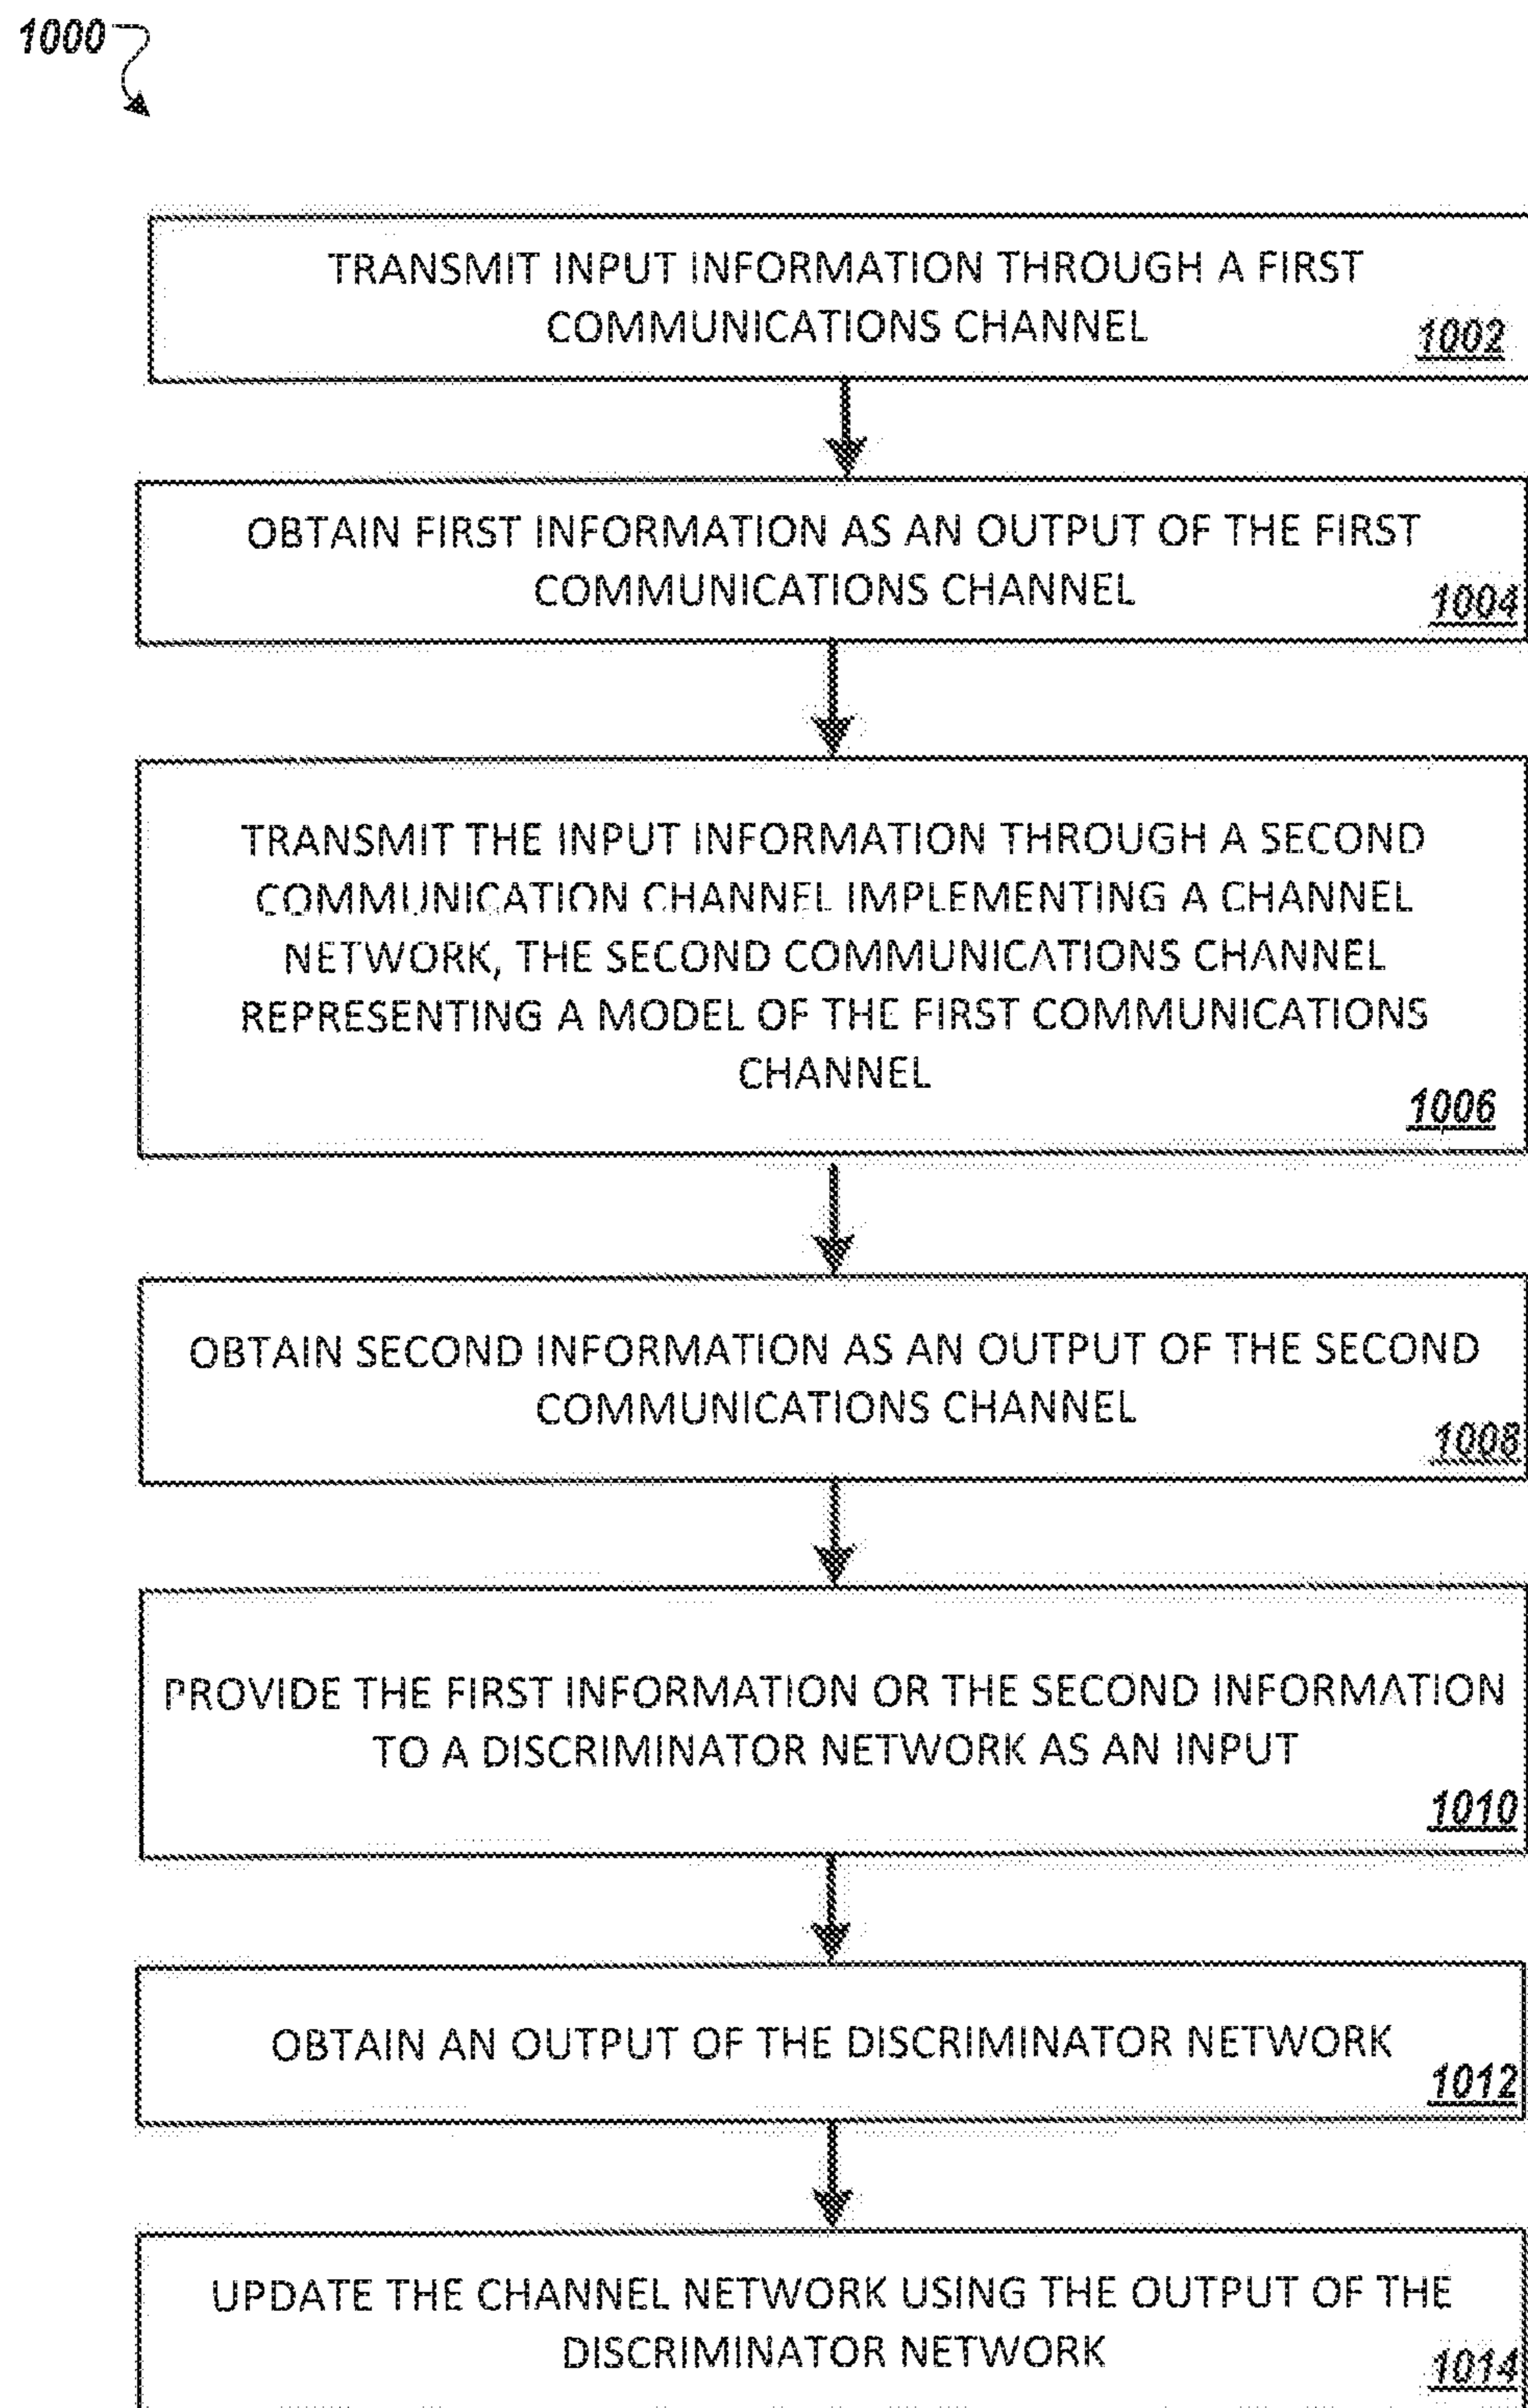 1000
TRANSMIT INPUT INFORMATION THROUGH A FIRST
COMMUNICATIONS CHANNEL
1002
OBTAIN FIRST INFORMATION AS AN OUTPUT OF THE FIRST
COMMUNICATIONS CHANNEL
1004
TRANSMIT THE INPUT INFORMATION THROUGH A SECOND
COMMUNICATION CHANNEL IMPLEMENTING A CHANNEL
NETWORK, THE SECOND COMMUNICATIONS CHANNEL
REPRESENTING A MODEL OF THE FIRST COMMUNICATIONS
CHANNEL
1006
OBTAIN SECOND INFORMATION AS AN OUTPUT OF THE SECOND
COMMUNICATIONS CHANNEL
1008
PROVIDE THE FIRST INFORMATION OR THE SECOND INFORMATION
TO A DISCRIMINATOR NETWORK AS AN INPUT
1010
OBTAIN AN OUTPUT OF THE DISCRIMINATOR NETWORK
1012
UPDATE THE CHANNEL NETWORK USING THE OUTPUT OF THE
DISCRIMINATOR NETWORK
1014